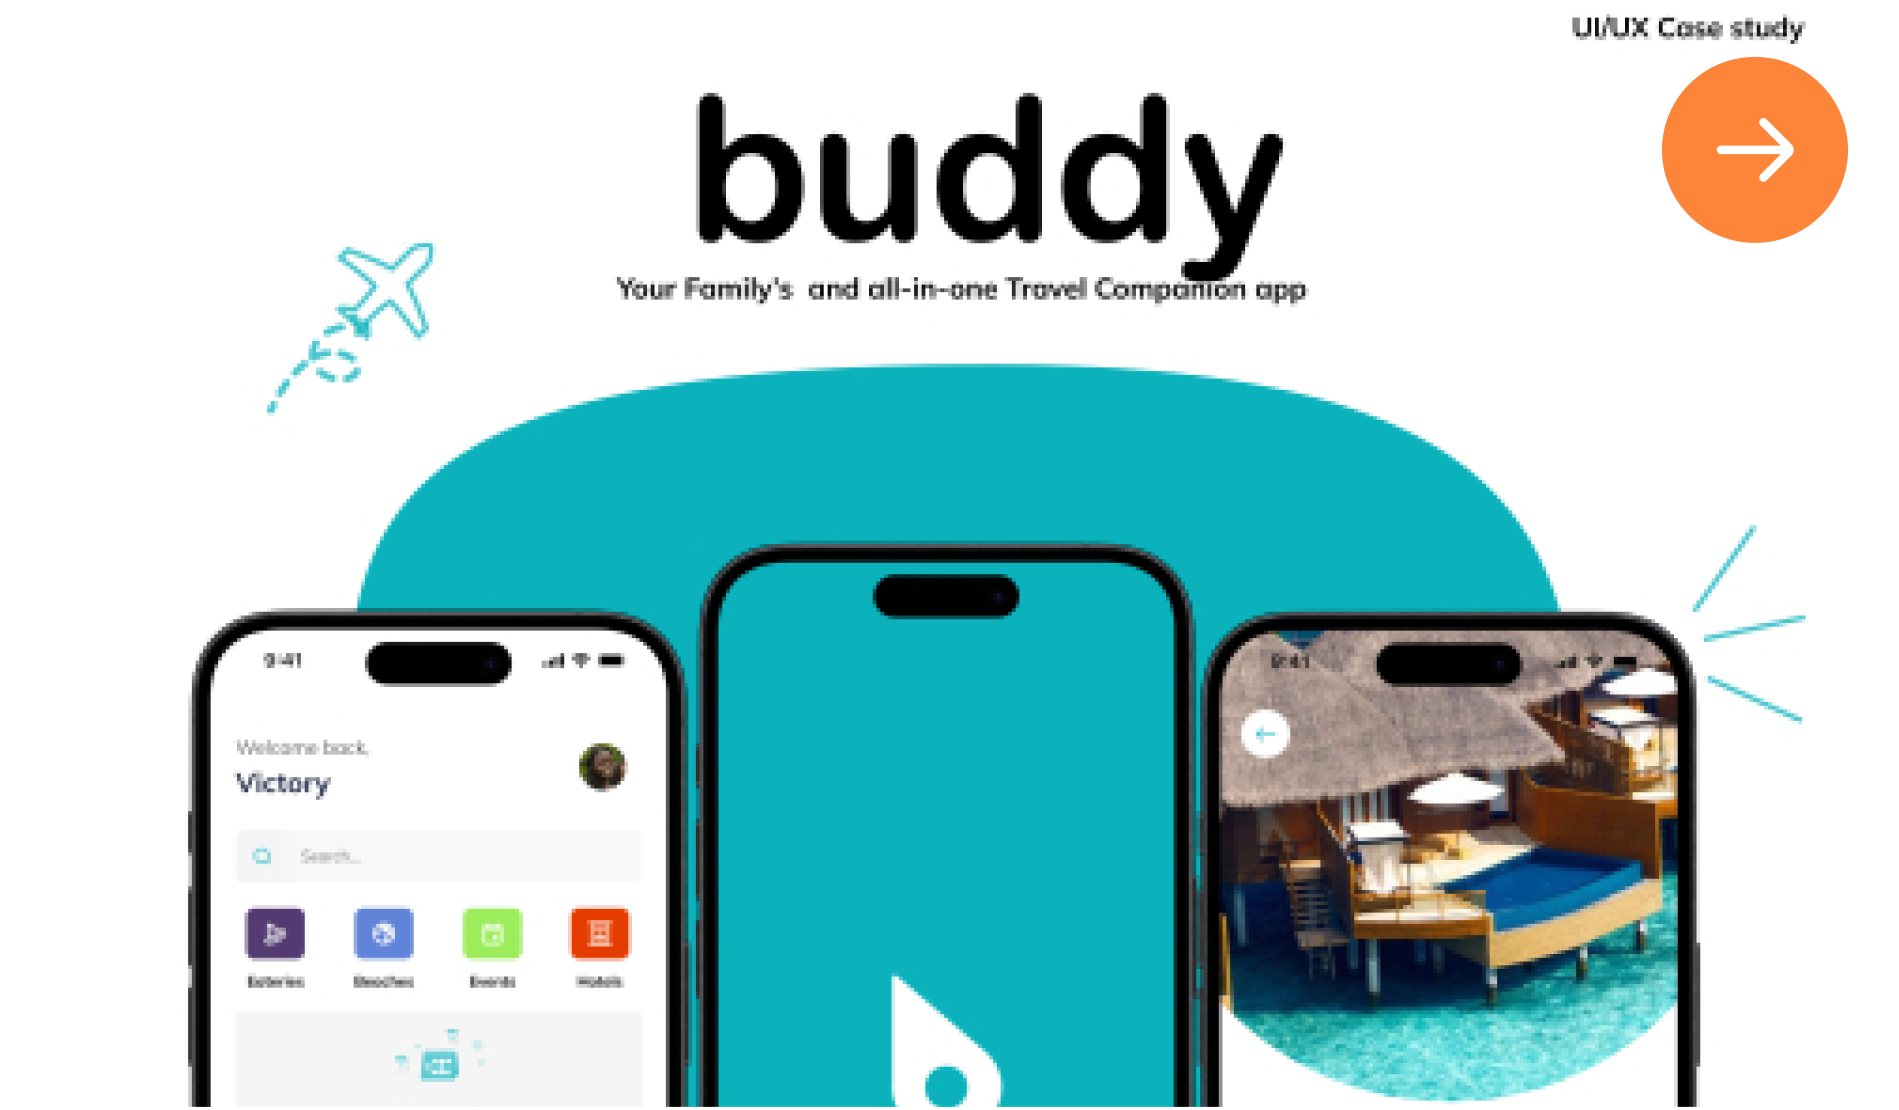 UI/UX Case study
buddy
Your Family's and all-in-one Travel Companion app
9:41
9:41
Welcome back,
Victory
Search...
Eateries Beaches Events Hotels